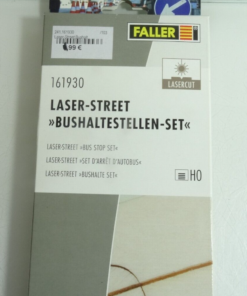 FALLER
,99 €
LASERCUT
161930
LASER-STREET
»BUSHALTESTELLEN-SET«
LASER-STREET »BUS STOP SET«
LASER-STREET »SET D'ARRÊT D'AUTOBUS«
LASER-STREET »BUSHALTE SET«
H0